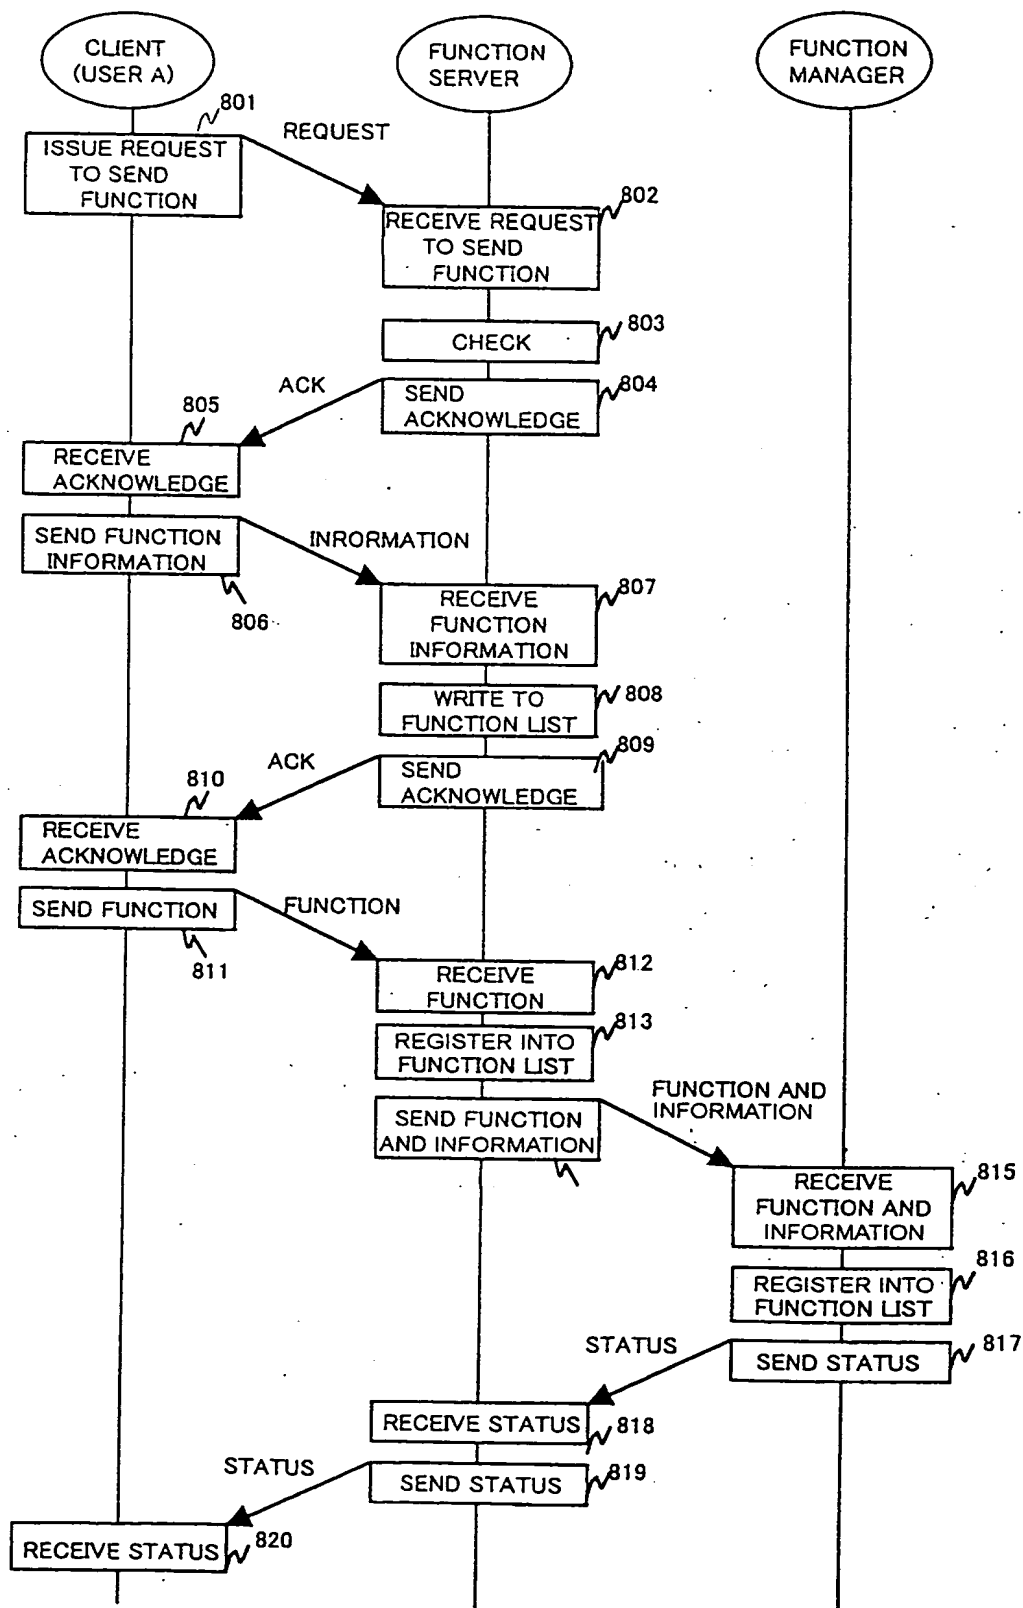 CLIENT
(USER A)
FUNCTION
SERVER
FUNCTION
MANAGER
801
ISSUE REQUEST
TO SEND
FUNCTION
REQUEST
802
RECEIVE REQUEST
TO SEND
FUNCTION
803
CHECK
804
SEND
ACKNOWLEDGE
ACK
805
RECEIVE
ACKNOWLEDGE
SEND FUNCTION
INFORMATION
806
INRORMATION
807
RECEIVE
FUNCTION
INFORMATION
808
WRITE TO
FUNCTION LIST
809
SEND
ACKNOWLEDGE
ACK
810
RECEIVE
ACKNOWLEDGE
SEND FUNCTION
811
FUNCTION
812
RECEIVE
FUNCTION
813
REGISTER INTO
FUNCTION LIST
SEND FUNCTION
AND INFORMATION
FUNCTION AND
INFORMATION
815
RECEIVE
FUNCTION AND
INFORMATION
816
REGISTER INTO
FUNCTION LIST
817
SEND STATUS
STATUS
RECEIVE STATUS
818
SEND STATUS
819
STATUS
RECEIVE STATUS
820